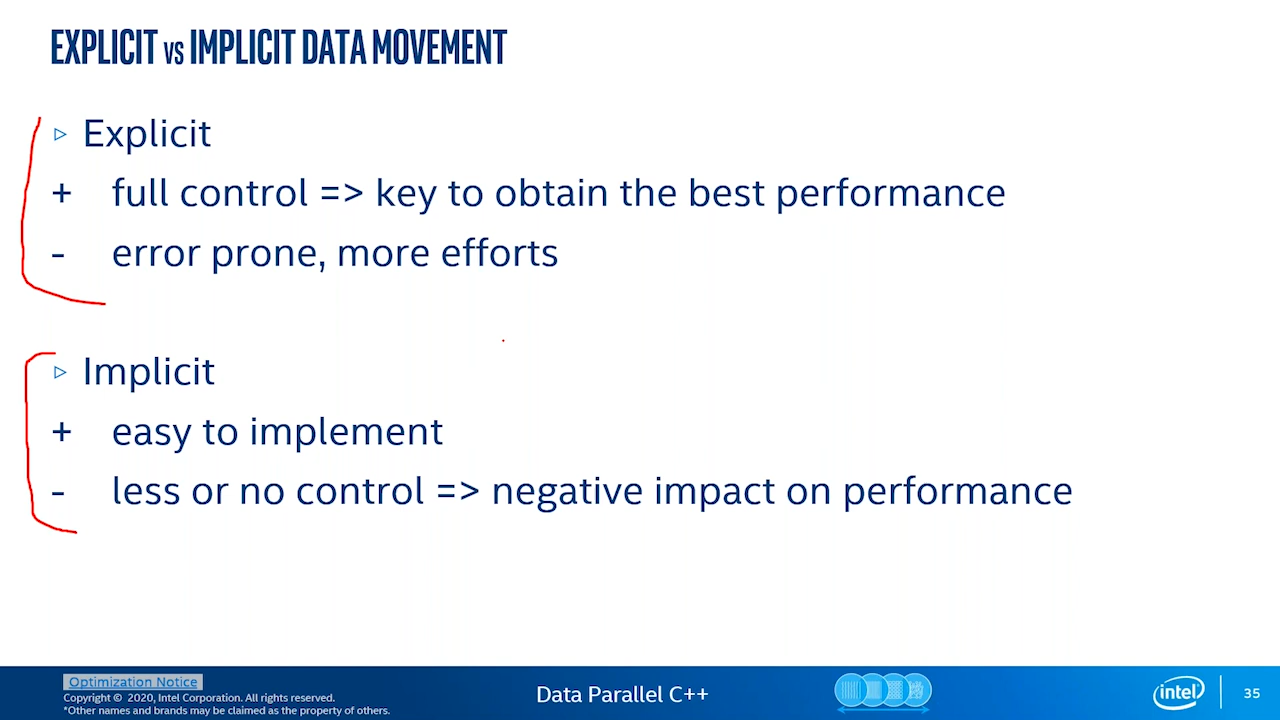 EXPLICIT vs IMPLICIT DATA MOVEMENT
▹ Explicit
+ full control => key to obtain the best performance
- error prone, more efforts
▹ Implicit
+ easy to implement
- less or no control => negative impact on performance
Optimization Notice
Copyright © 2020, Intel Corporation. All rights reserved.
*Other names and brands may be claimed as the property of others.
Data Parallel C++
intel
35